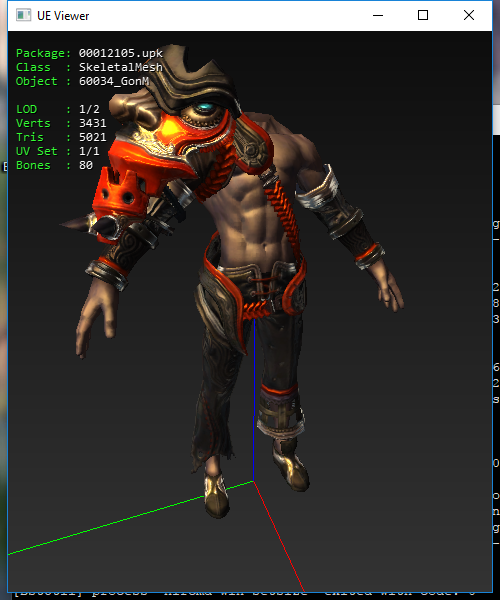 UE Viewer
Package: 00012105.upk
Class : SkeletalMesh
Object : 60034_GonM
LOD : 1/2
Verts : 3431
Tris : 5021
UV Set : 1/1
Bones : 80